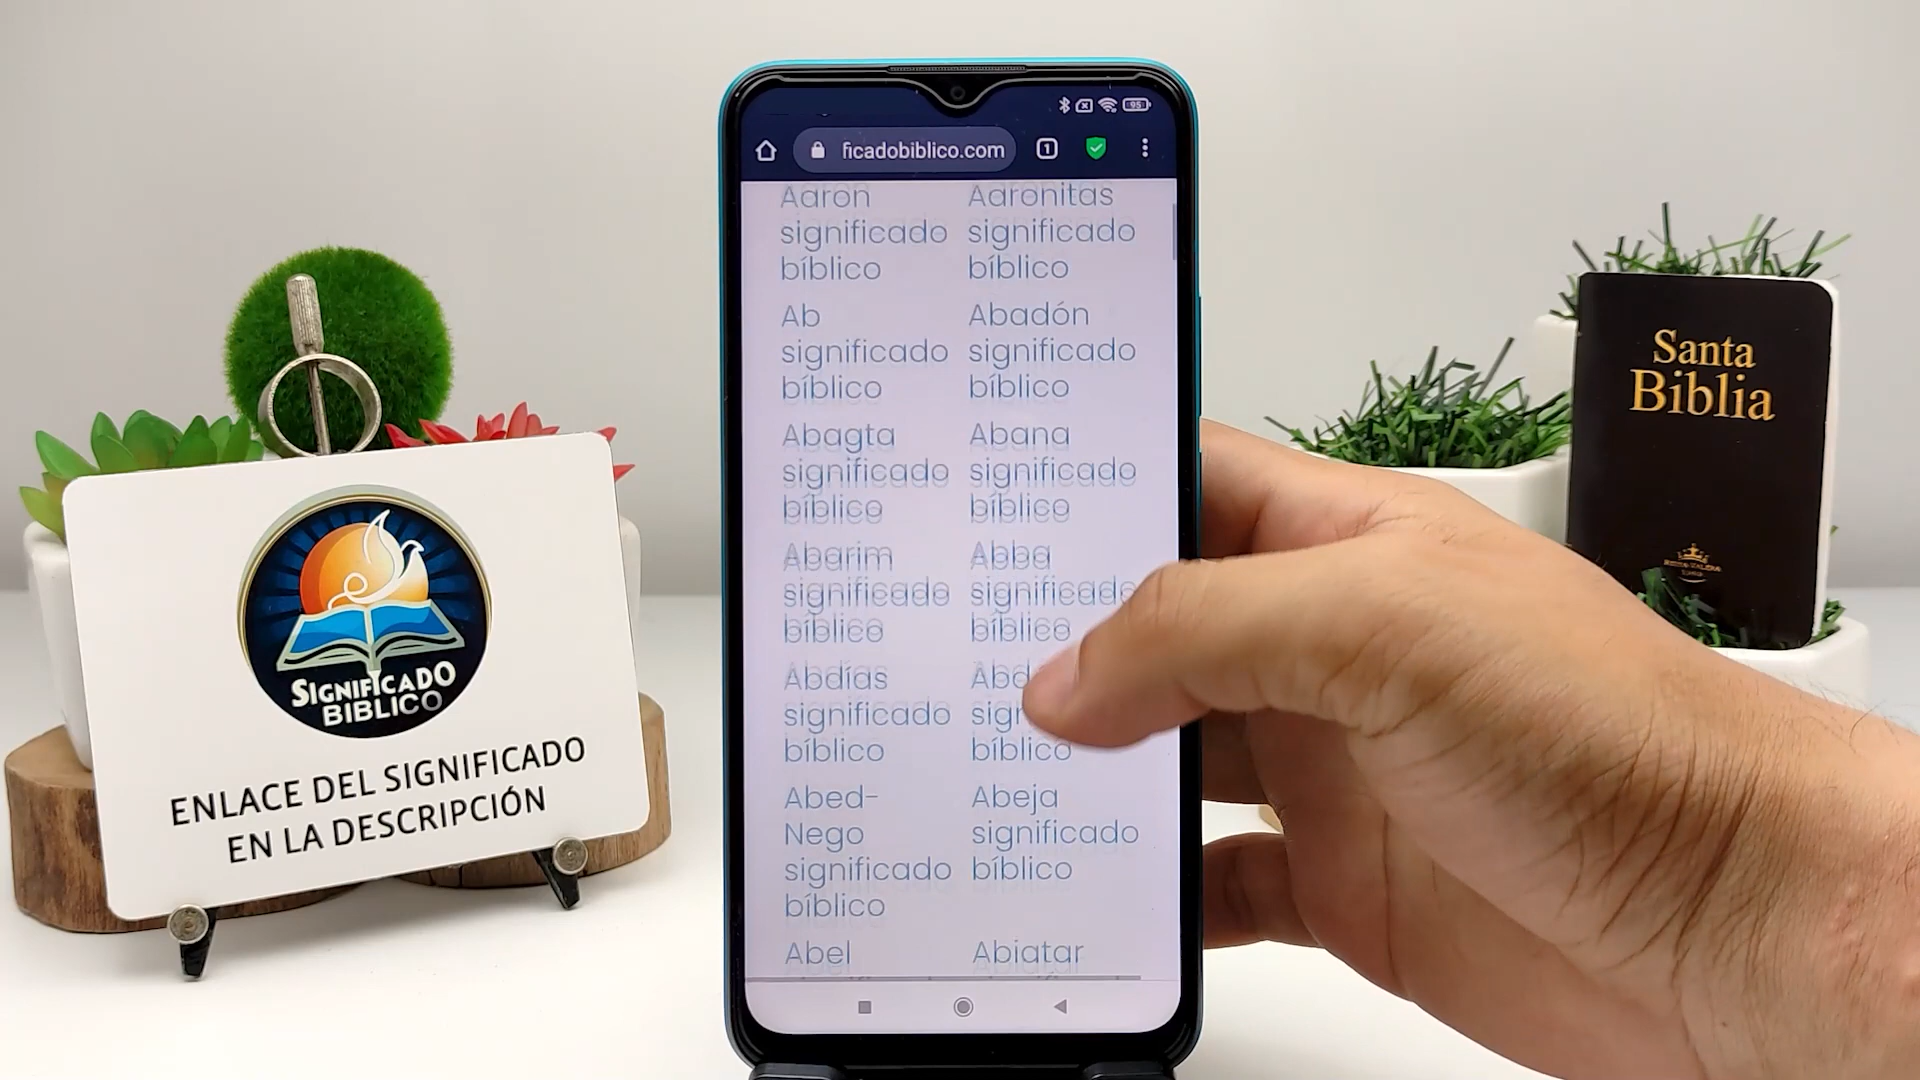 95
ficadobiblico.com
1
Aaron
significado
bíblico
Aaronitas
significado
bíblico
Ab
significado
bíblico
Abadón
significado
bíblico
Abagta
significado
bíblico
Abana
significado
bíblico
Abarim
significado
bíblico
Abba
significado
bíblico
Abdías
significado
bíblico
bíblico
Abed-
Nego
significado
bíblico
Abeja
significado
bíblico
Abel
Abiatar
SIGNIFICADO
BIBLICO
ENLACE DEL SIGNIFICADO
EN LA DESCRIPCIÓN
Santa
Biblia